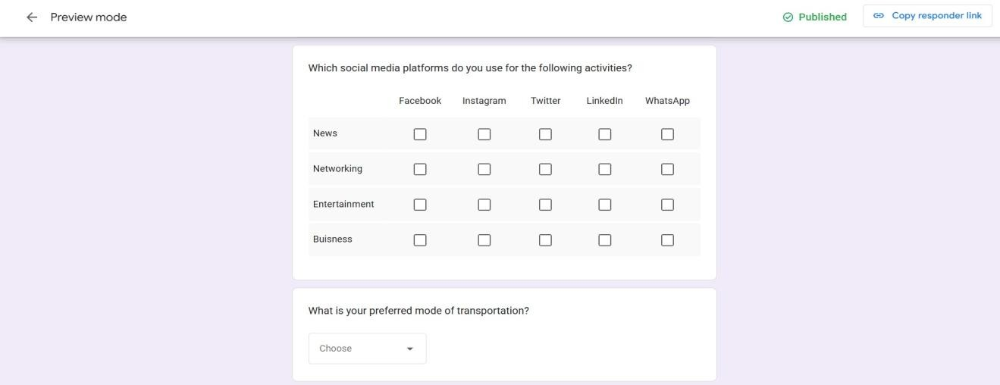 Preview mode
Published
Copy responder link
Which social media platforms do you use for the following activities?
Facebook Instagram Twitter LinkedIn WhatsApp
News
Networking
Entertainment
Buisness
What is your preferred mode of transportation?
Choose